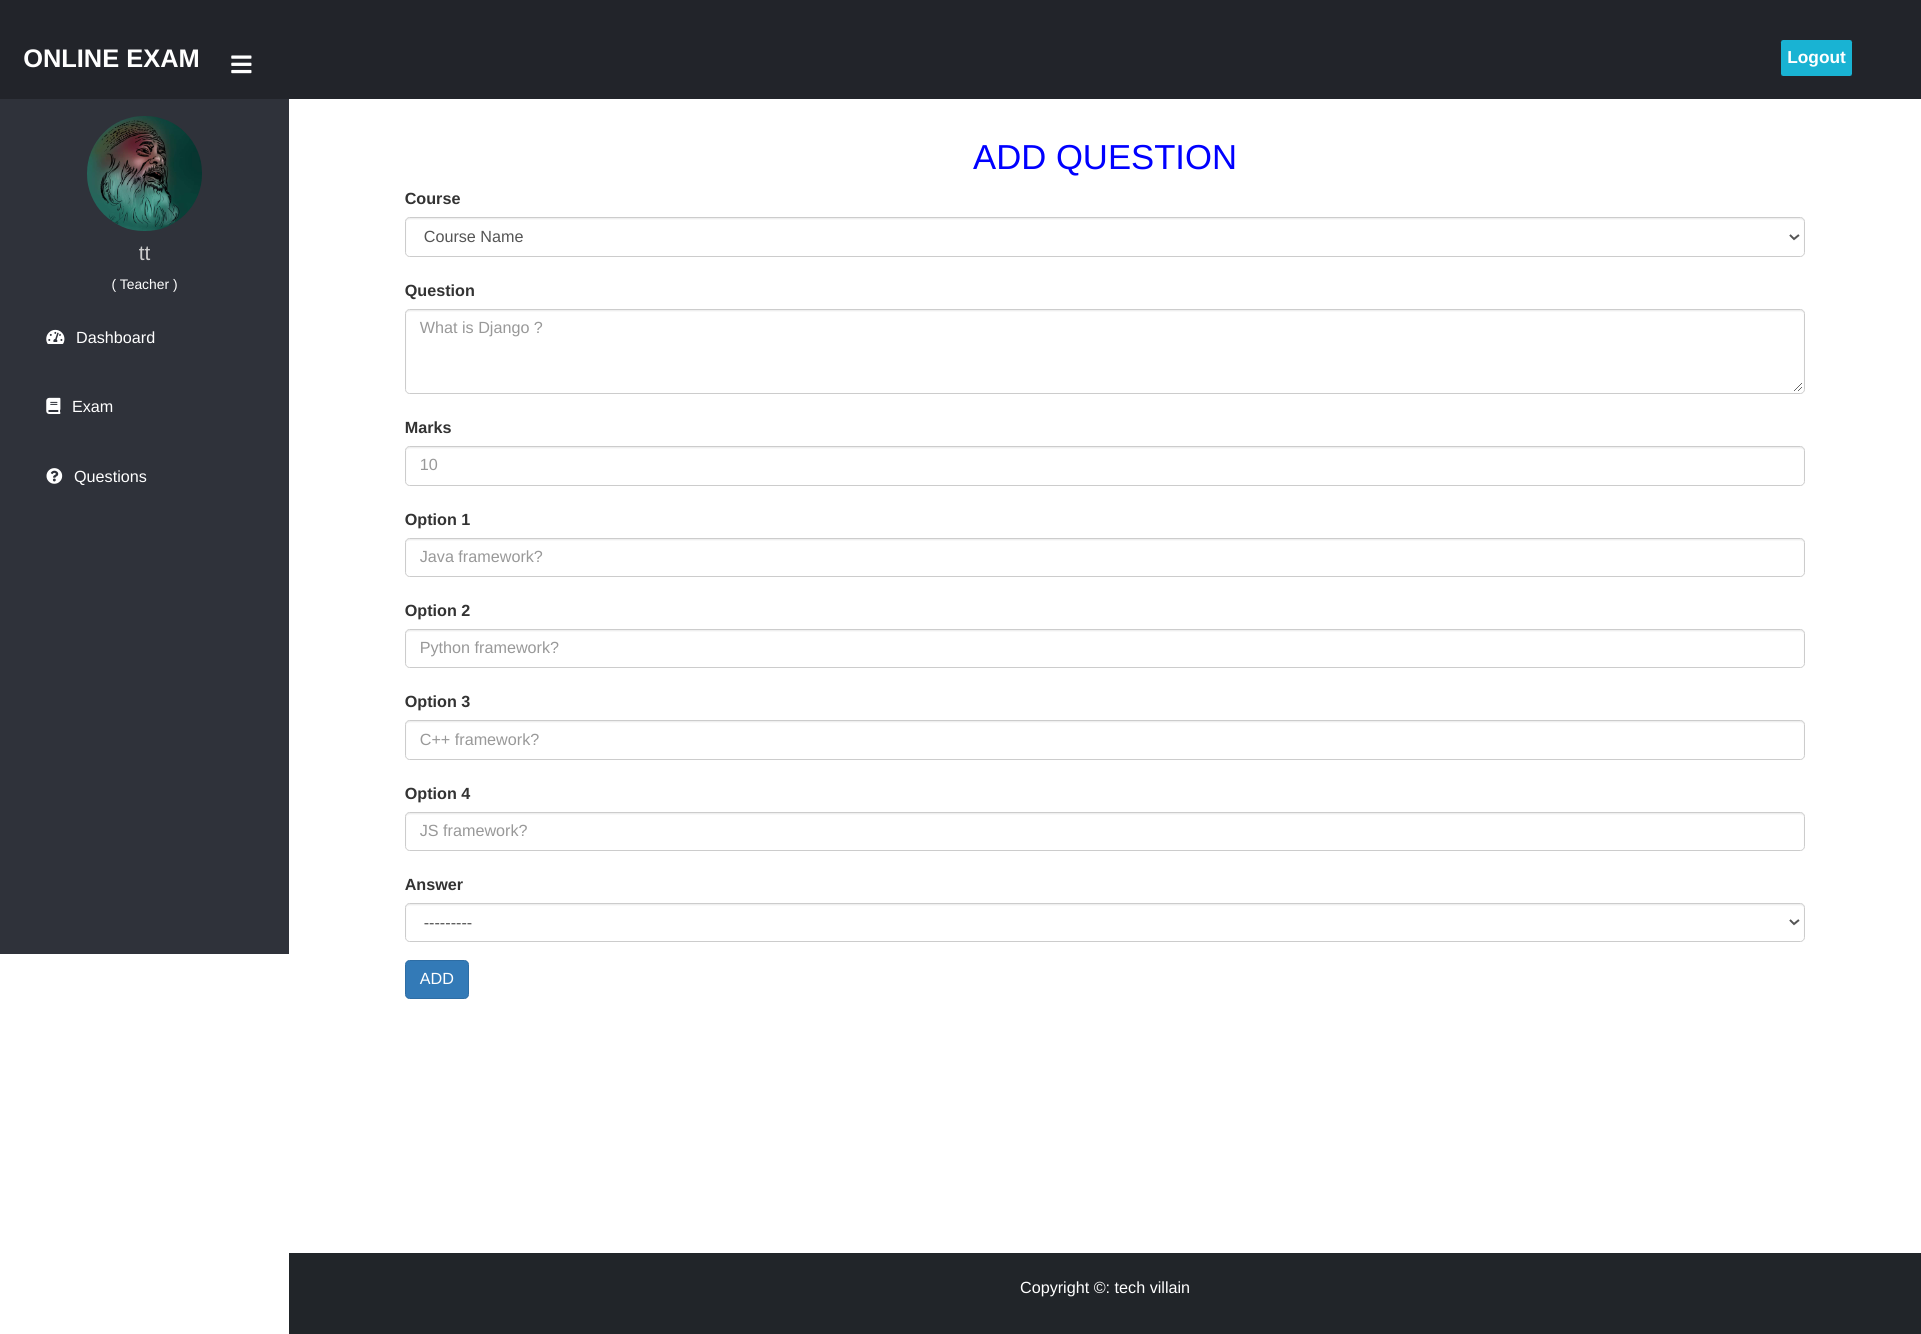 ONLINE EXAM
Logout
tt
( Teacher )
Dashboard
Exam
Questions
ADD QUESTION
Course
Course Name
Question
What is Django ?
Marks
10
Option 1
Java framework?
Option 2
Python framework?
Option 3
C++ framework?
Option 4
JS framework?
Answer
---------
ADD
Copyright ©: tech villain